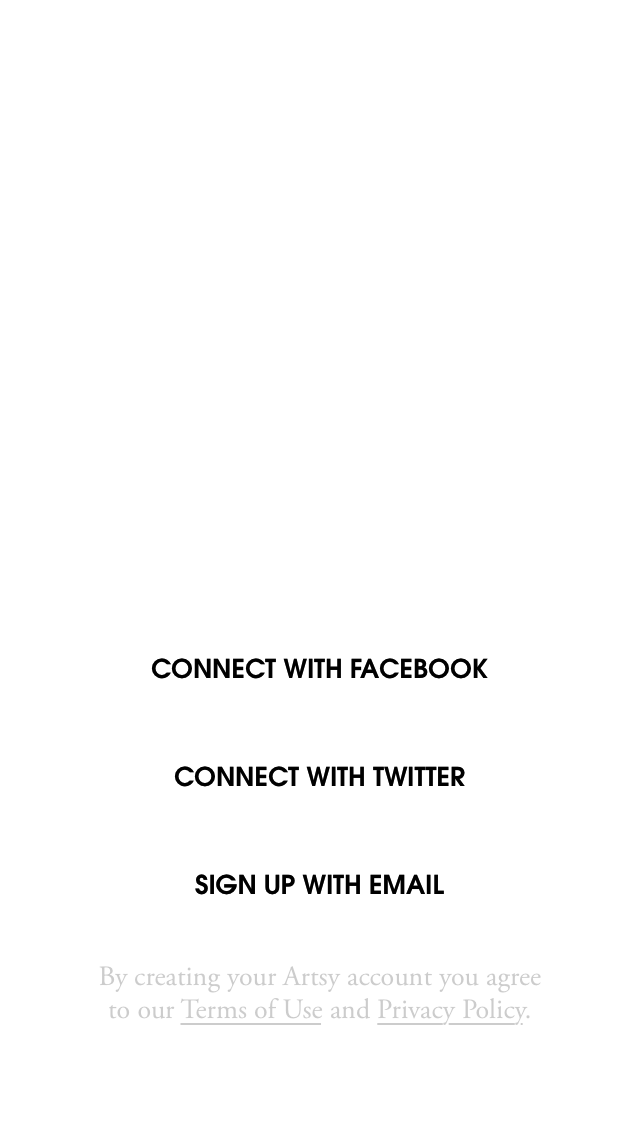 CONNECT WITH FACEBOOK
CONNECT WITH TWITTER
SIGN UP WITH EMAIL
By creating your Artsy account you agree
to our Terms of Use and Privacy Policy.